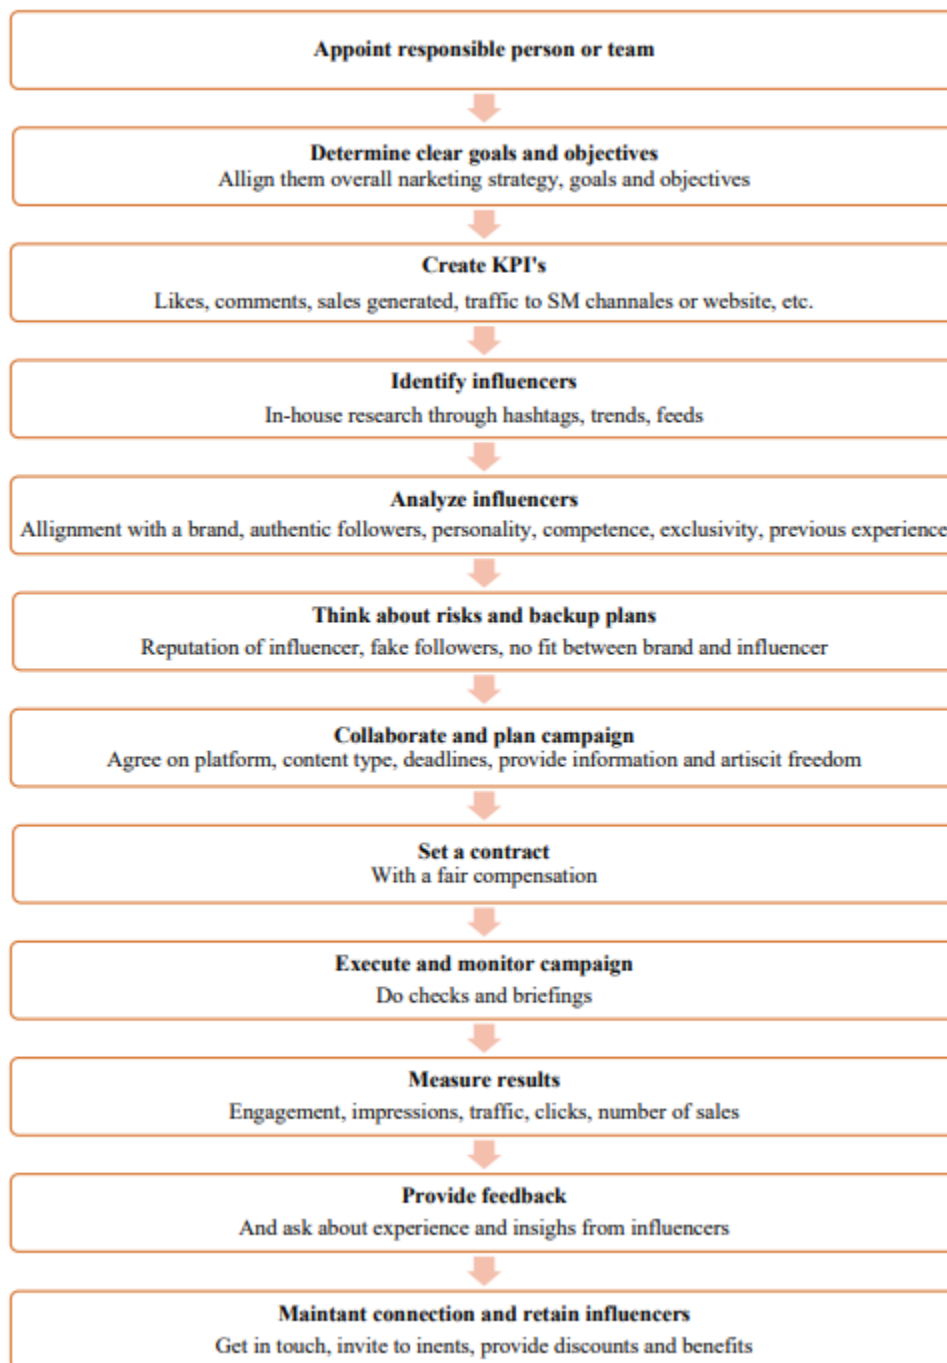 Appoint responsible person or team
Determine clear goals and objectives
Allign them overall narketing strategy, goals and objectives
Create KPI's
Likes, comments, sales generated, traffic to SM channales or website, etc.
Identify influencers
In-house research through hashtags, trends, feeds
Analyze influencers
Allignment with a brand, authentic followers, personality, competence, exclusivity, previous experience
Think about risks and backup plans
Reputation of influencer, fake followers, no fit between brand and influencer
Collaborate and plan campaign
Agree on platform, content type, deadlines, provide information and artiscit freedom
Set a contract
With a fair compensation
Execute and monitor campaign
Do checks and briefings
Measure results
Engagement, impressions, traffic, clicks, number of sales
Provide feedback
And ask about experience and insighs from influencers
Maintant connection and retain influencers
Get in touch, invite to inents, provide discounts and benefits